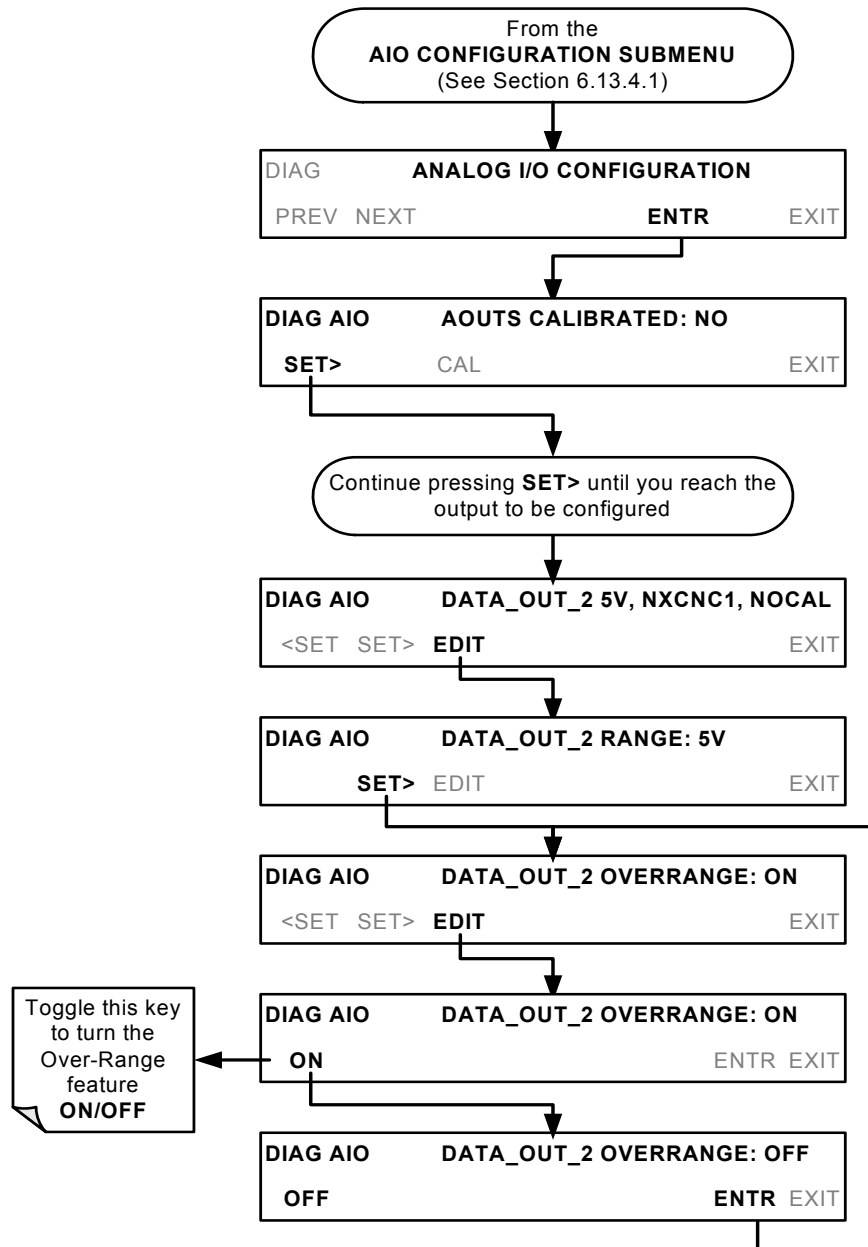 From the
AIO CONFIGURATION SUBMENU
(See Section 6.13.4.1)
DIAG ANALOG I/O CONFIGURATION
PREV NEXT ENTR EXIT
DIAG AIO AOUTS CALIBRATED: NO
SET> CAL EXIT
Continue pressing SET> until you reach the
output to be configured
DIAG AIO DATA_OUT_2 5V, NXCNC1, NOCAL
<SET SET> EDIT EXIT
DIAG AIO DATA_OUT_2 RANGE: 5V
SET> EDIT EXIT
DIAG AIO DATA_OUT_2 OVERRANGE: ON
<SET SET> EDIT EXIT
Toggle this key
to turn the
Over-Range
feature
ON/OFF
DIAG AIO DATA_OUT_2 OVERRANGE: ON
ON ENTR EXIT
DIAG AIO DATA_OUT_2 OVERRANGE: OFF
OFF ENTR EXIT